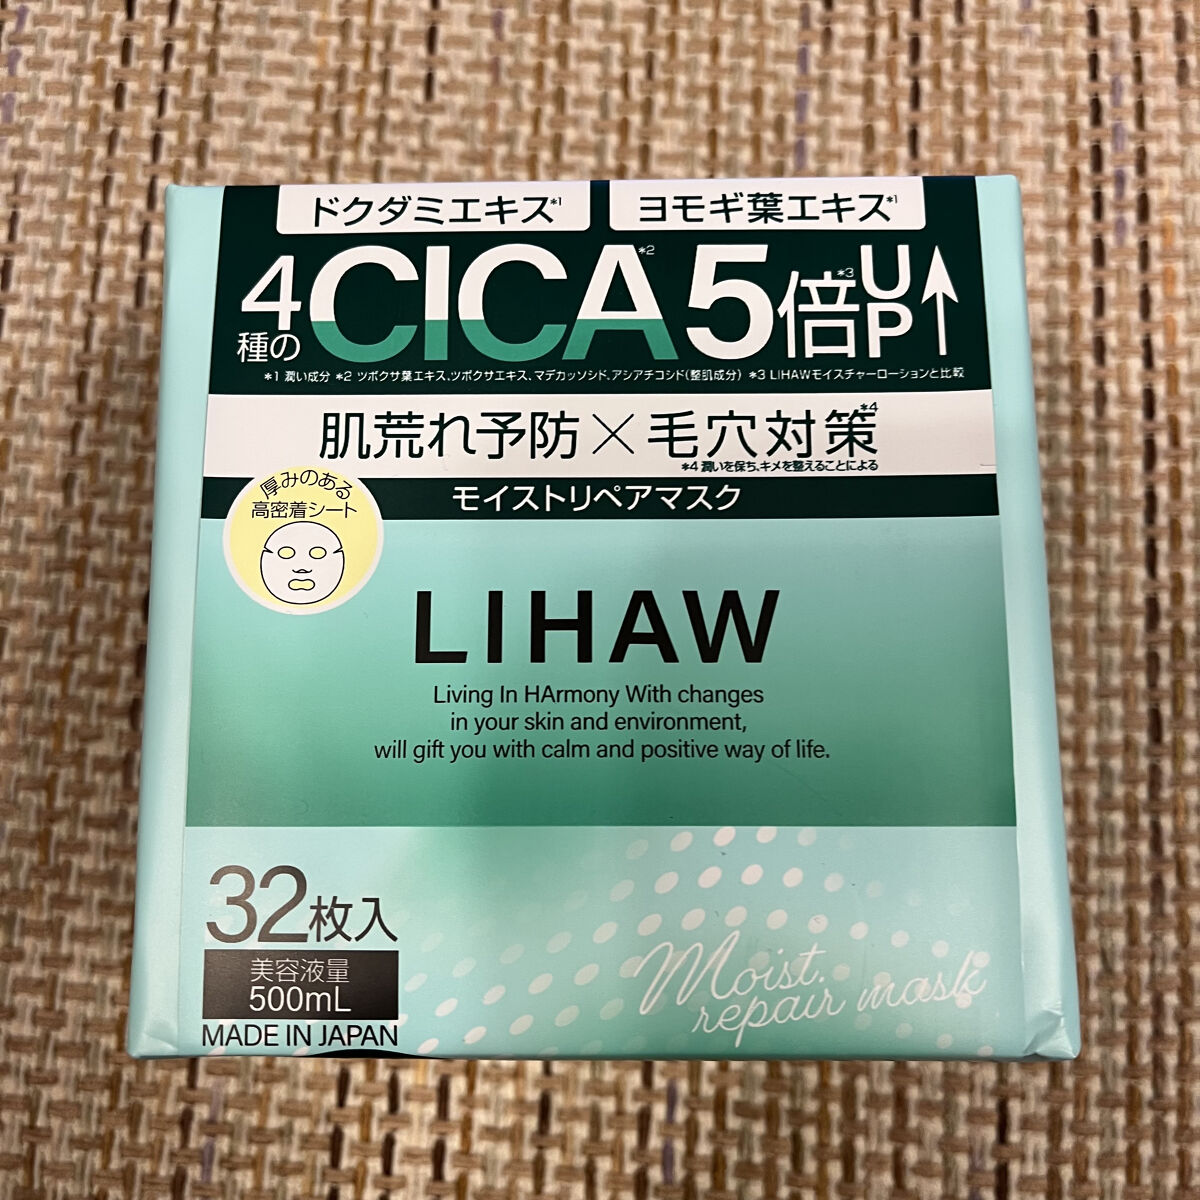 ドクダミエキス*1 ヨモギ葉エキス*1
4種のCICA*2 5倍*3UP↑
*1 潤い成分 *2 ツボクサ葉エキス、ツボクサエキス、マデカッソシド、アシアチコシド(整肌成分) *3 LIHAWモイスチャーローションと比較
肌荒れ予防×毛穴対策*4
*4 潤いを保ち、キメを整えることによる
厚みのある
高密着シート
モイストリペアマスク
LIHAW
Living In HArmony With changes
in your skin and environment,
will gift you with calm and positive way of life.
32枚入
美容液量
500mL
MADE IN JAPAN
Moist
repair mask